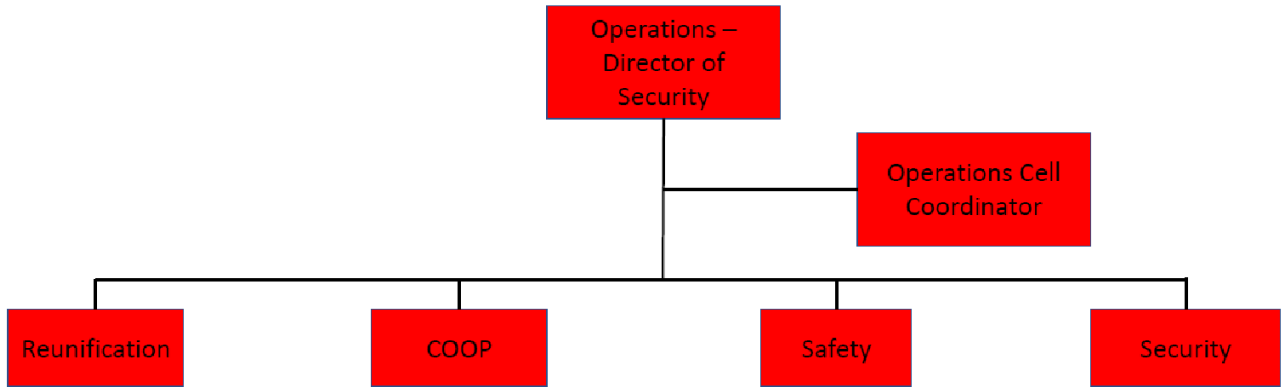 Operations –
Director of
Security
Operations Cell
Coordinator
Reunification
COOP
Safety
Security